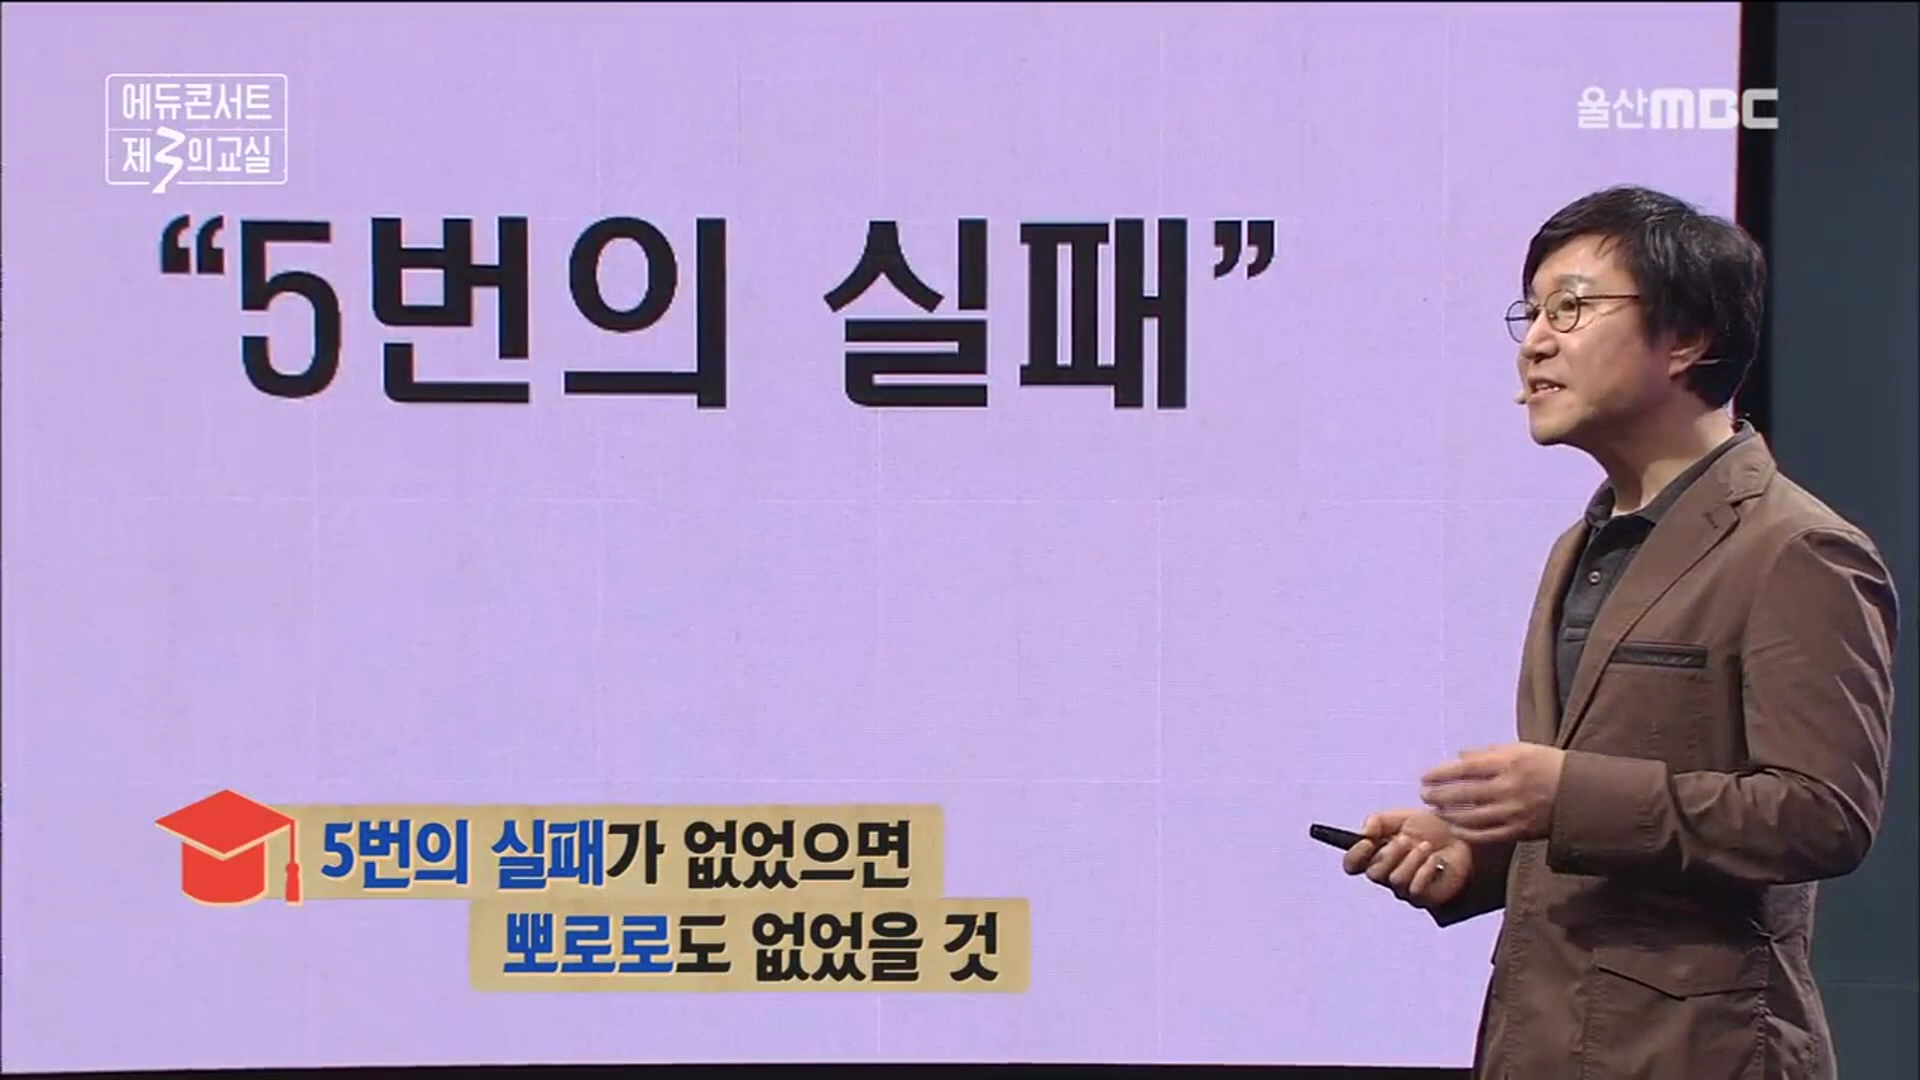 에듀콘서트
제3의교실
울산MBC
“5번의 실패”
5번의 실패가 없었으면
뽀로로도 없었을 것